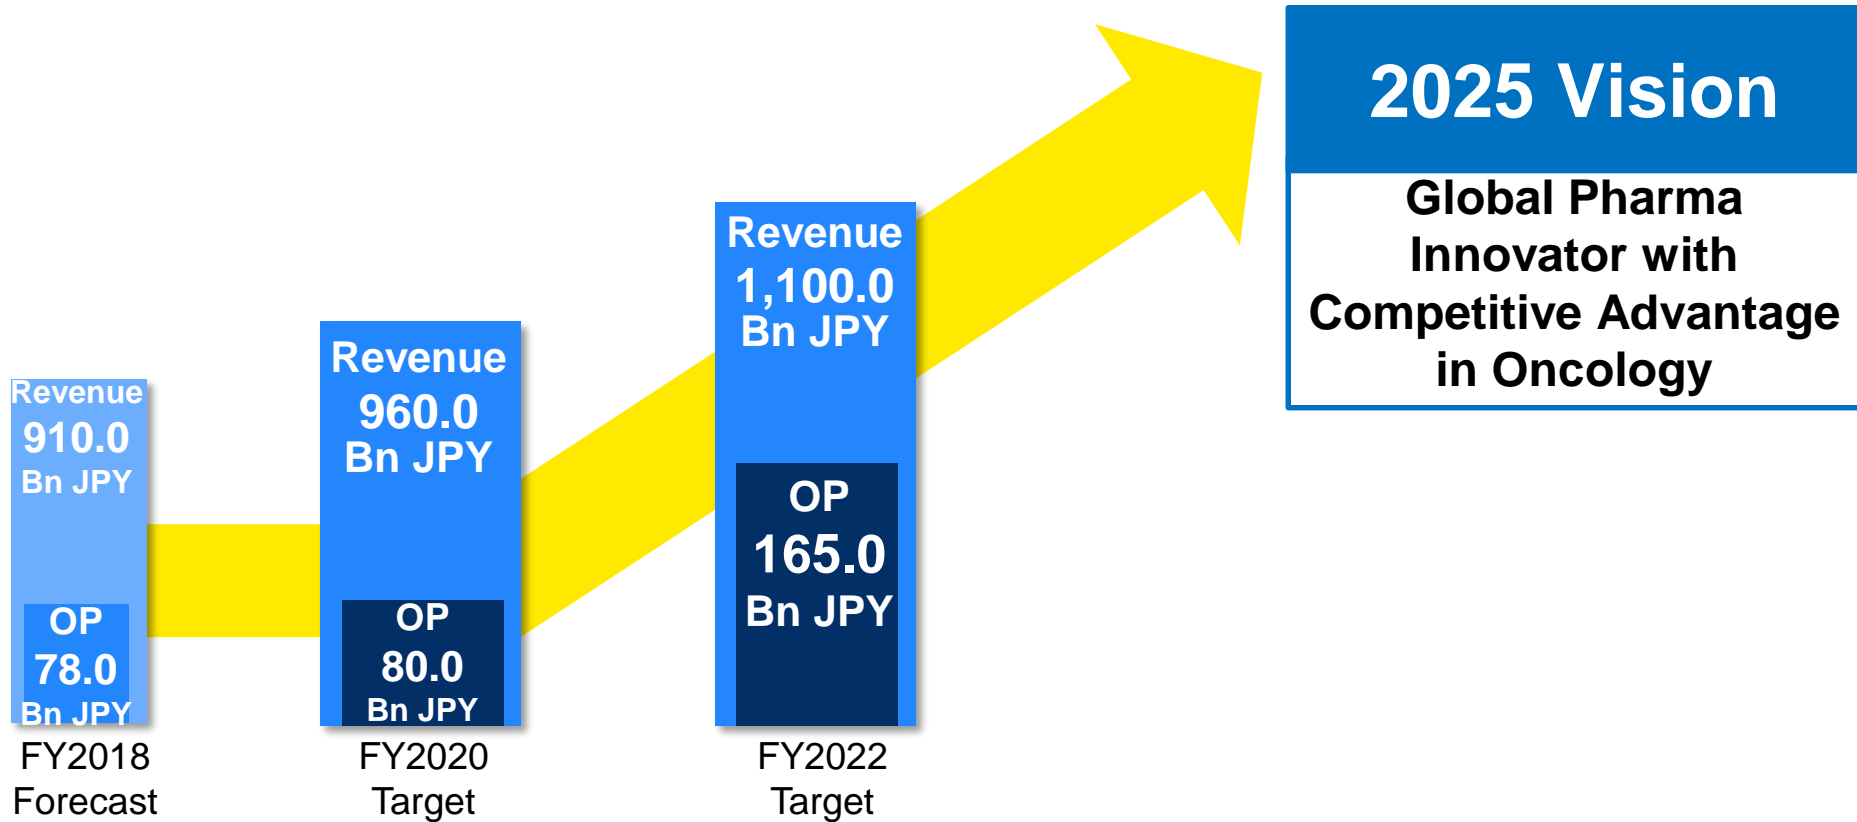 2025 Vision
Global Pharma
Innovator with
Competitive Advantage
in Oncology
Revenue
910.0
Bn JPY
OP
78.0
Bn JPY
FY2018
Forecast
Revenue
960.0
Bn JPY
OP
80.0
Bn JPY
FY2020
Target
Revenue
1,100.0
Bn JPY
OP
165.0
Bn JPY
FY2022
Target